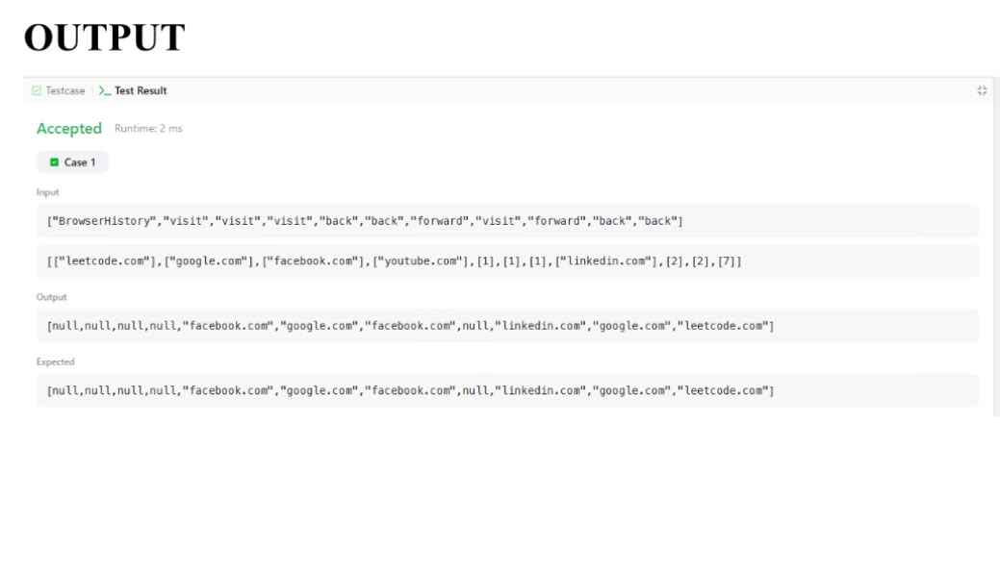 OUTPUT
Testcase
Test Result
Accepted Runtime: 2 ms
Case 1
Input
["BrowserHistory","visit","visit","visit","back","back","forward","visit","forward","back","back"]
[["leetcode.com"],["google.com"],["facebook.com"],["youtube.com"],[1],[1],[1],["linkedin.com"],[2],[2],[7]]
Output
[null,null,null,null,"facebook.com","google.com","facebook.com",null,"linkedin.com","google.com","leetcode.com"]
Expected
[null,null,null,null,"facebook.com","google.com","facebook.com",null,"linkedin.com","google.com","leetcode.com"]